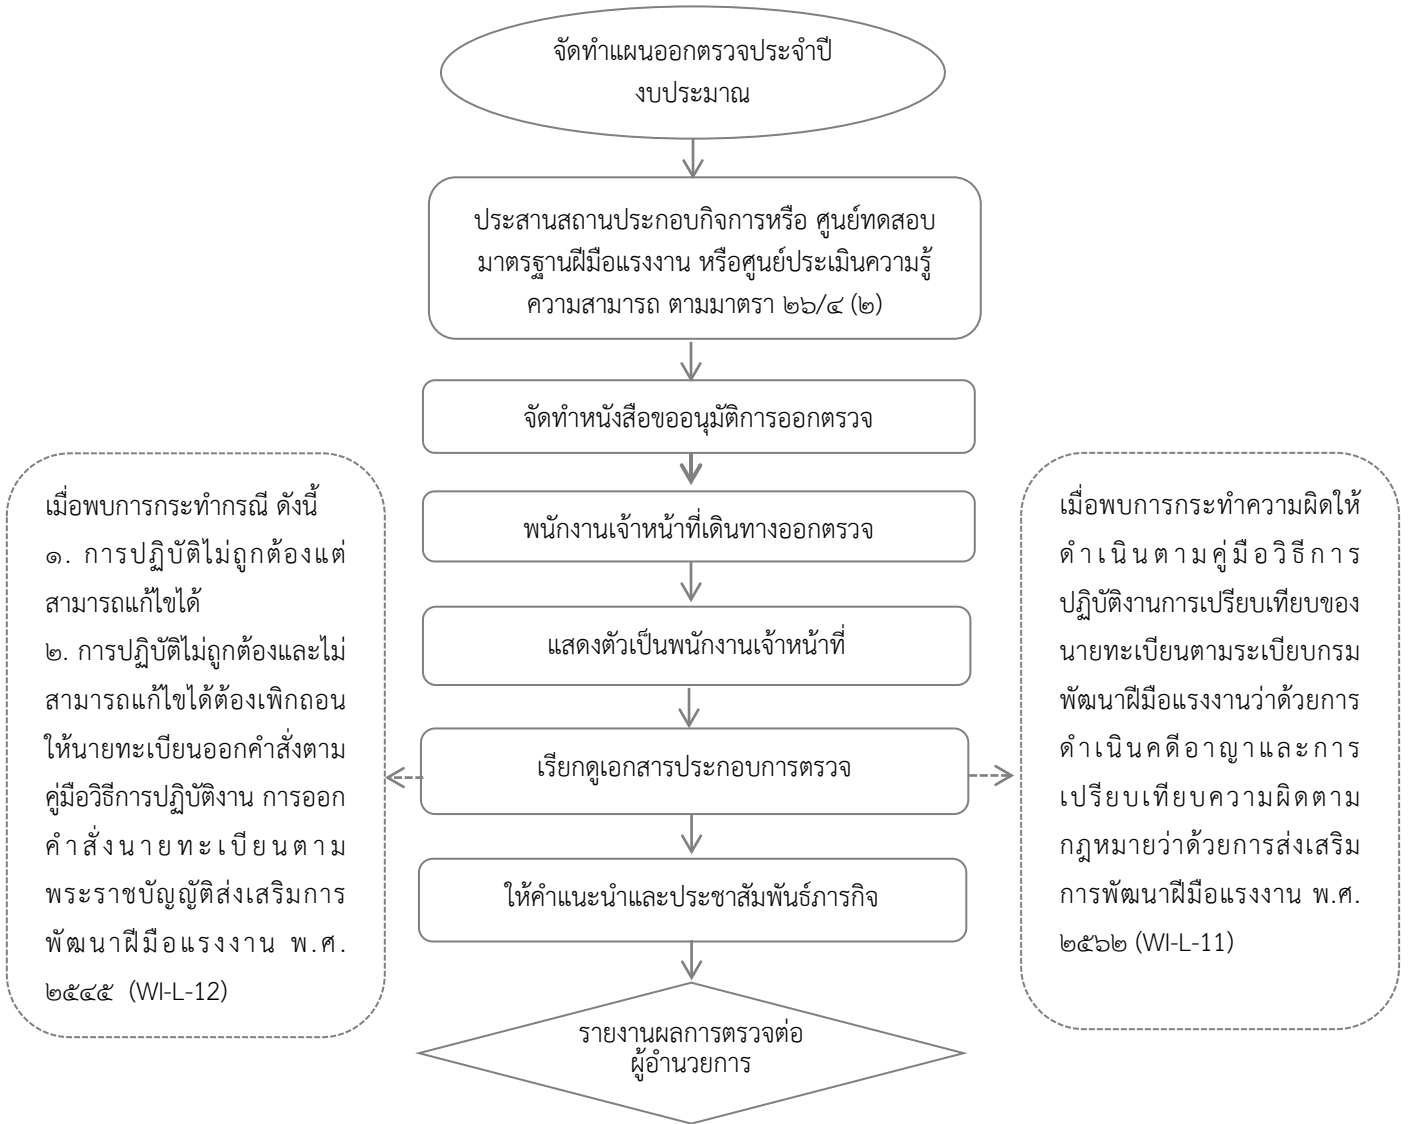 จัดทำแผนออกตรวจประจำปี
งบประมาณ
ประสานสถานประกอบกิจการหรือ ศูนย์ทดสอบ
มาตรฐานฝีมือแรงงาน หรือศูนย์ประเมินความรู้
ความสามารถ ตามมาตรา ๒๖/๔ (๒)
จัดทำหนังสือขออนุมัติการออกตรวจ
พนักงานเจ้าหน้าที่เดินทางออกตรวจ
แสดงตัวเป็นพนักงานเจ้าหน้าที่
เรียกดูเอกสารประกอบการตรวจ
เมื่อพบการกระทำกรณี ดังนี้
๑. การปฏิบัติไม่ถูกต้องแต่
สามารถแก้ไขได้
๒. การปฏิบัติไม่ถูกต้องและไม่
สามารถแก้ไขได้ต้องเพิกถอน
ให้นายทะเบียนออกคำสั่งตาม
คู่มือวิธีการปฏิบัติงาน การออก
คำสั่งนายทะเบียนตาม
พระราชบัญญัติส่งเสริมการ
พัฒนาฝีมือแรงงาน พ.ศ.
๒๕๔๕ (WI-L-12)
เมื่อพบการกระทำความผิดให้
ดำเนินตามคู่มือวิธีการ
ปฏิบัติงานการเปรียบเทียบของ
นายทะเบียนตามระเบียบกรม
พัฒนาฝีมือแรงงานว่าด้วยการ
ดำเนินคดีอาญาและการ
เปรียบเทียบความผิดตาม
กฎหมายว่าด้วยการส่งเสริม
การพัฒนาฝีมือแรงงาน พ.ศ.
๒๕๖๒ (WI-L-11)
ให้คำแนะนำและประชาสัมพันธ์ภารกิจ
รายงานผลการตรวจต่อ
ผู้อำนวยการ